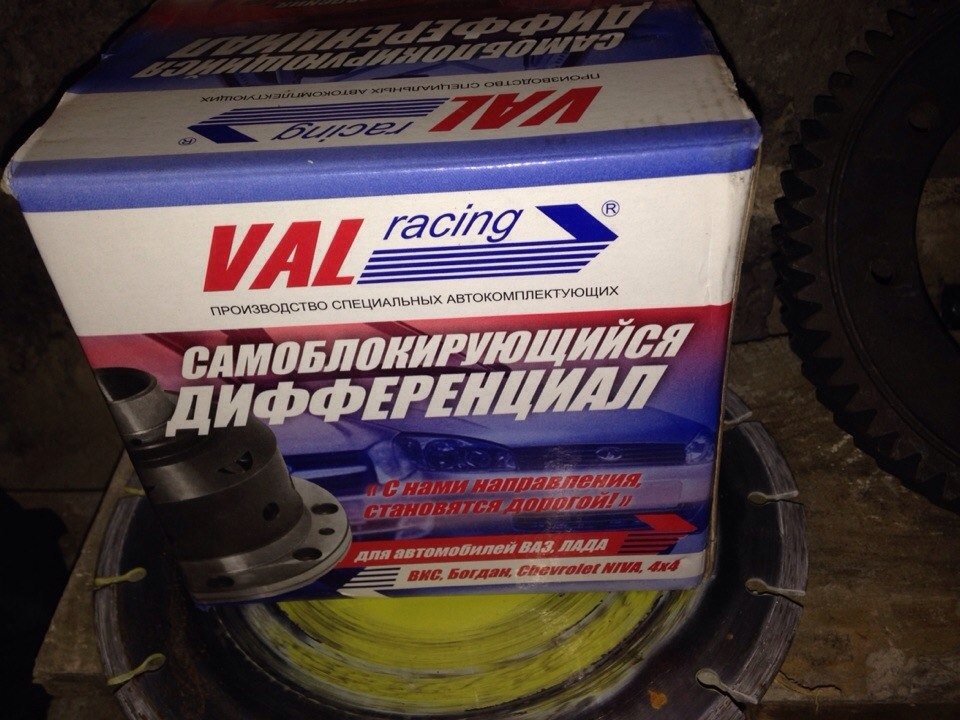 САМОБЛОКИРУЮЩИЙСЯ
ДИФФЕРЕНЦИАЛ
ПРОИЗВОДСТВО СПЕЦИАЛЬНЫХ АВТОКОМПЛЕКТУЮЩИХ
VAL racing ®
VAL racing ®
ПРОИЗВОДСТВО СПЕЦИАЛЬНЫХ АВТОКОМПЛЕКТУЮЩИХ
САМОБЛОКИРУЮЩИЙСЯ
ДИФФЕРЕНЦИАЛ
«С нами направления,
становятся дорогой!»
для автомобилей ВАЗ, ЛАДА
ВИС, Богдан, Chevrolet NIVA, 4x4